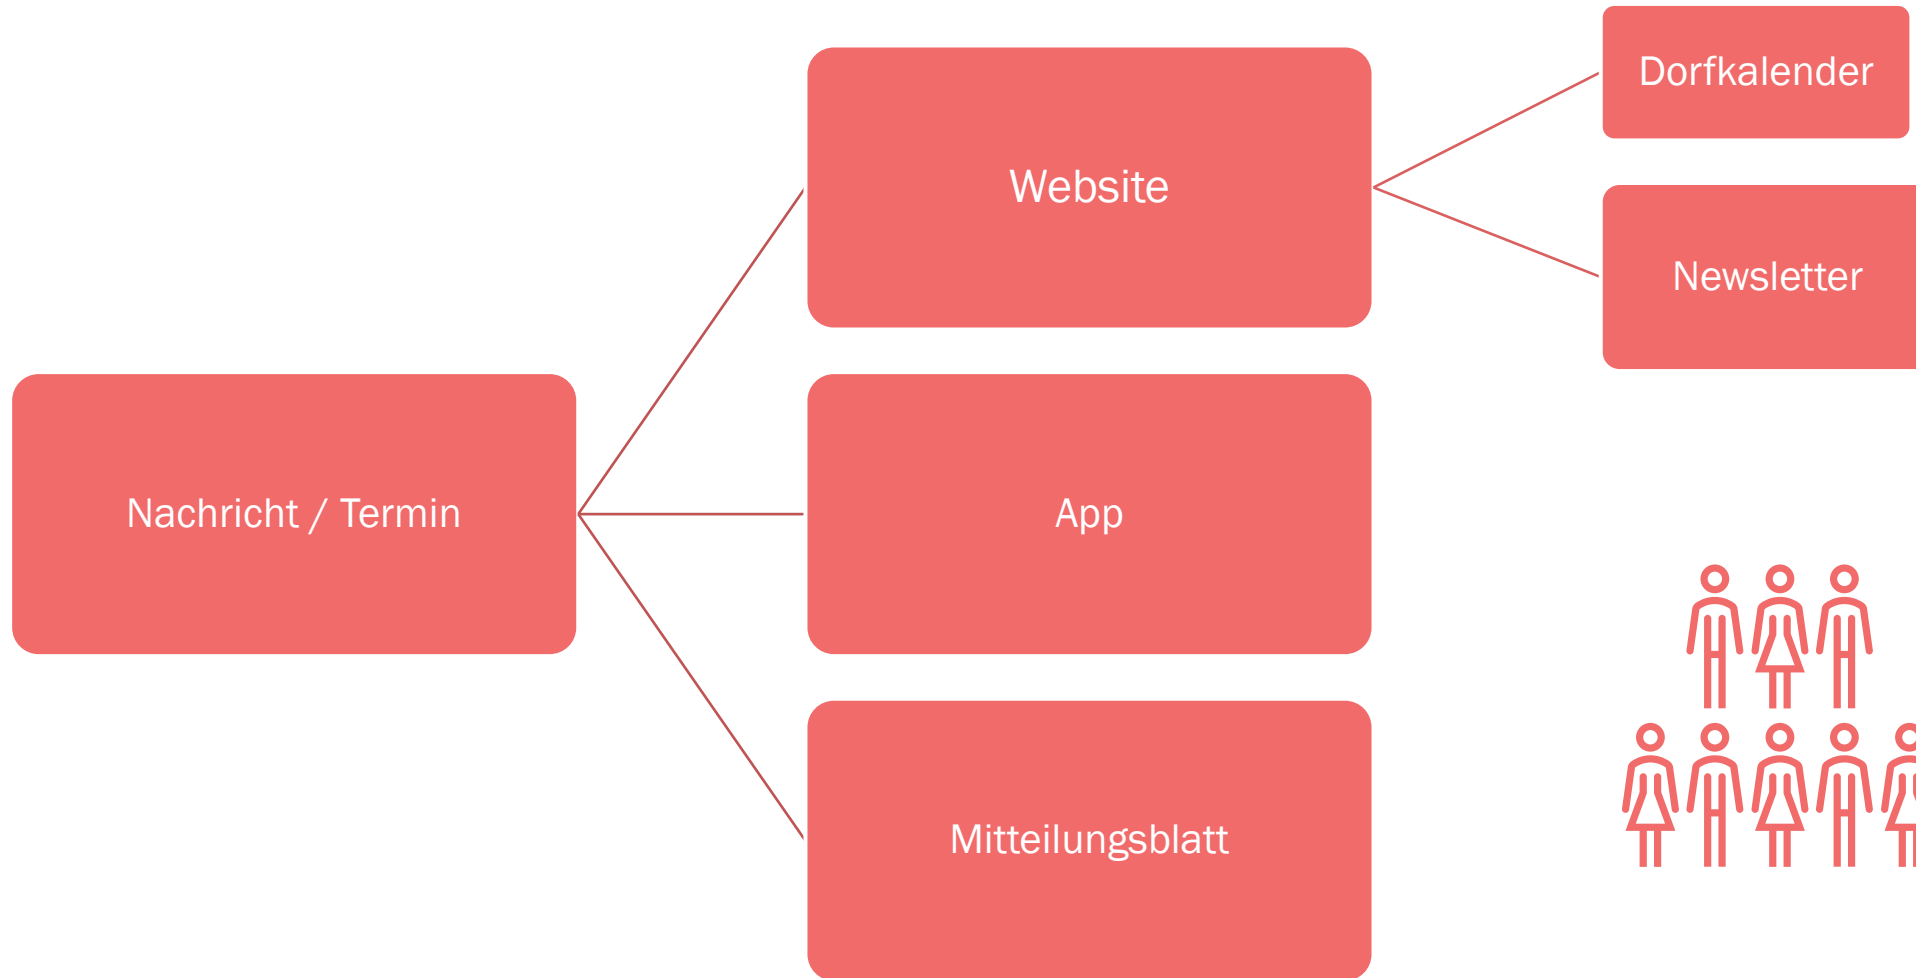 Dorfkalender
Website
Newsletter
Nachricht / Termin
App
Mitteilungsblatt